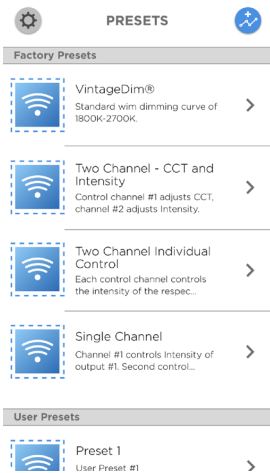 PRESETS
Factory Presets
VintageDim®
Standard wim dimming curve of
1800K-2700K.
Two Channel - CCT and
Intensity
Control channel #1 adjusts CCT,
channel #2 adjusts Intensity.
Two Channel Individual
Control
Each control channel controls
the intensity of the respec...
Single Channel
Channel #1 controls Intensity of
output #1. Second control...
User Presets
Preset 1
User Preset #1